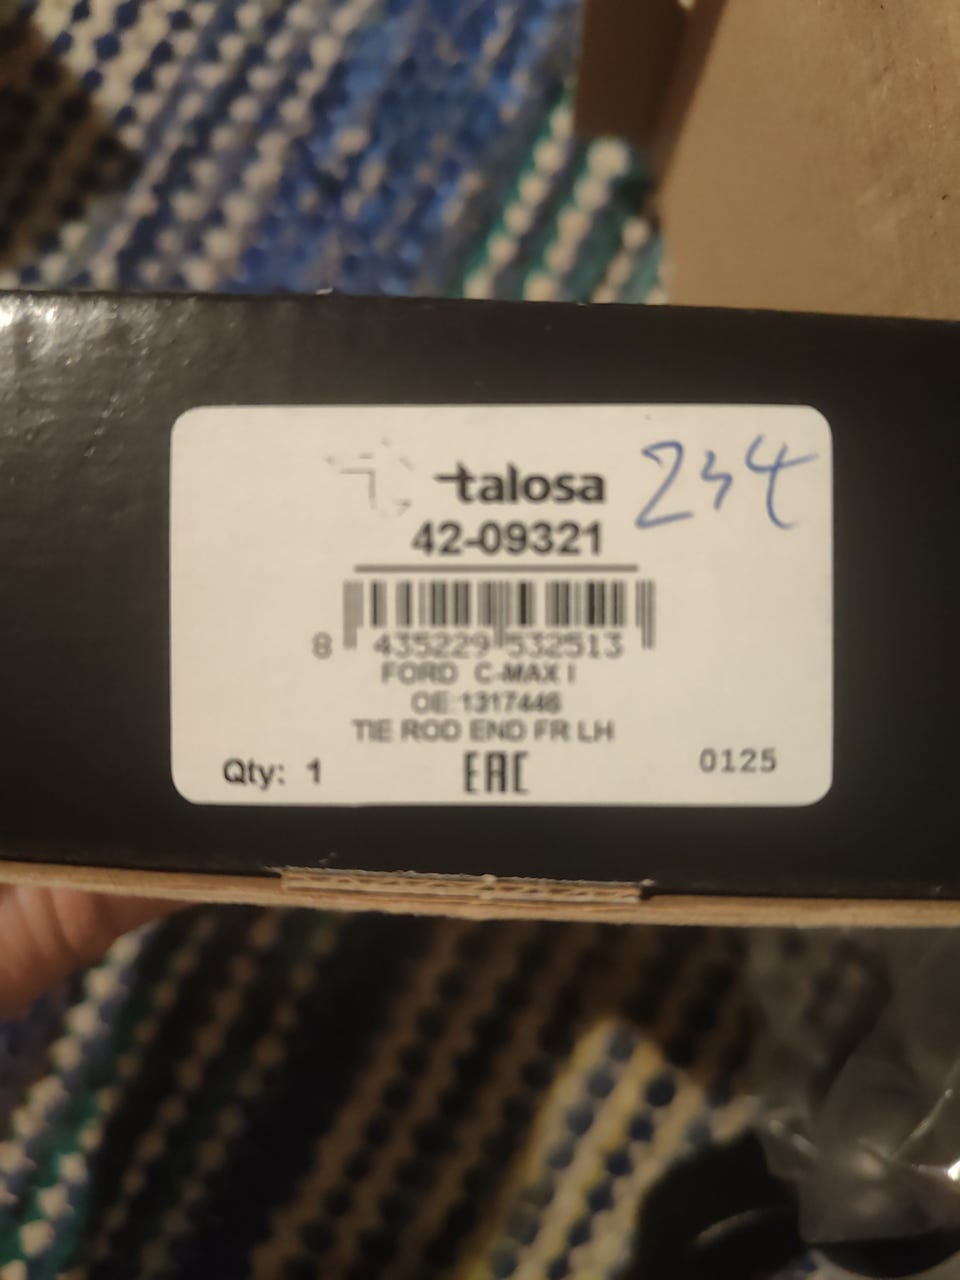 talosa 234
42-09321
8 435229 532513
FORD C-MAX I
OE:1317446
TIE ROD END FR LH
Qty: 1 EAC 0125